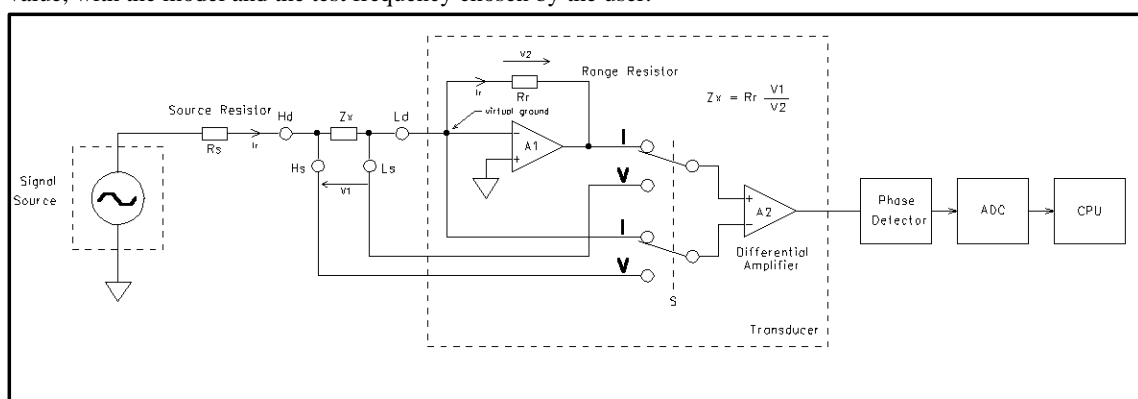 value, with the model and the test frequency chosen by the user.
V2
Ir
Rr
Range Resistor
Zx = Rr V1
V2
Source Resistor
Hd
Zx
Ld
virtual ground
Rs
Ir
A1
I
Signal
Source
Hs
V1
Ls
V
I
V
A2
Differential
Amplifier
S
Transducer
Phase
Detector
ADC
CPU